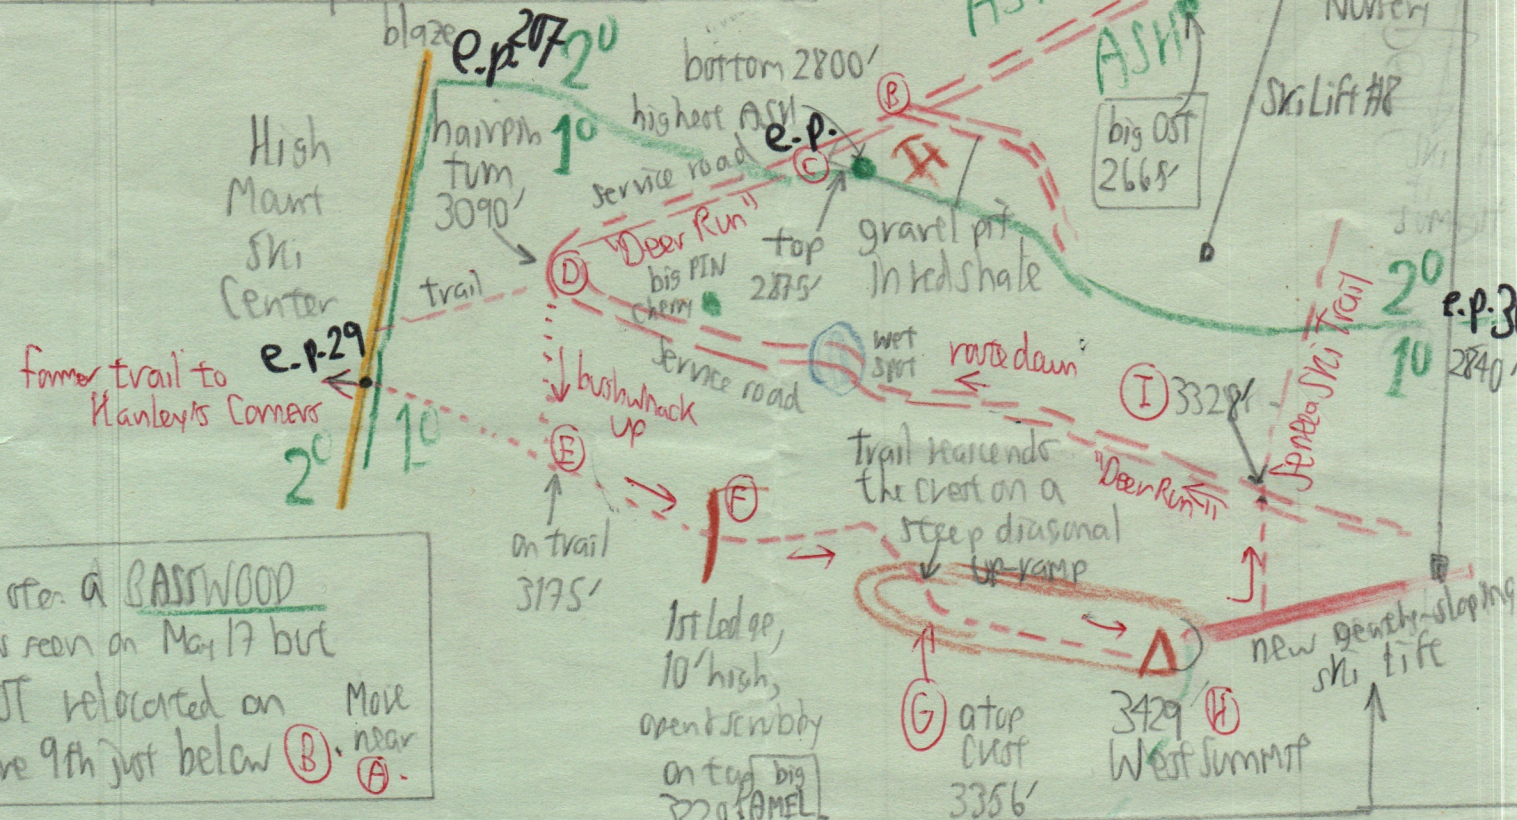 blaze
e.p. 207
2°
1°
High
Mount
Ski
Center
hairpin
turn
3090'
bottom 2800'
highest ASH
e.p.
service road
"Deer Run"
B
C
D
ASH
ASH
big OST
2665'
Nursery
Ski Lift #8
top
2875'
gravel pit
in red shale
big PIN
cherry
trail
e.p. 29
former trail to
Hanley's Corners
2°
1°
service road
wet
spot
route down
I
3328'
Seneca Ski Trail
2°
1°
e.p. 3
2840'
bushwhack
up
E
on trail
3175'
F
1st ledge,
10' high,
open & scrubby
on top
big
AMEL
trail reascends
the crest on a
steep diagonal
up-ramp
"Deer Run"
G
atop
crest
3356'
3429' H
West Summit
new gently-sloping
ski lift
a BASSWOOD
seen on May 17 but
relocated on
9th just below B.
Move
near
A.